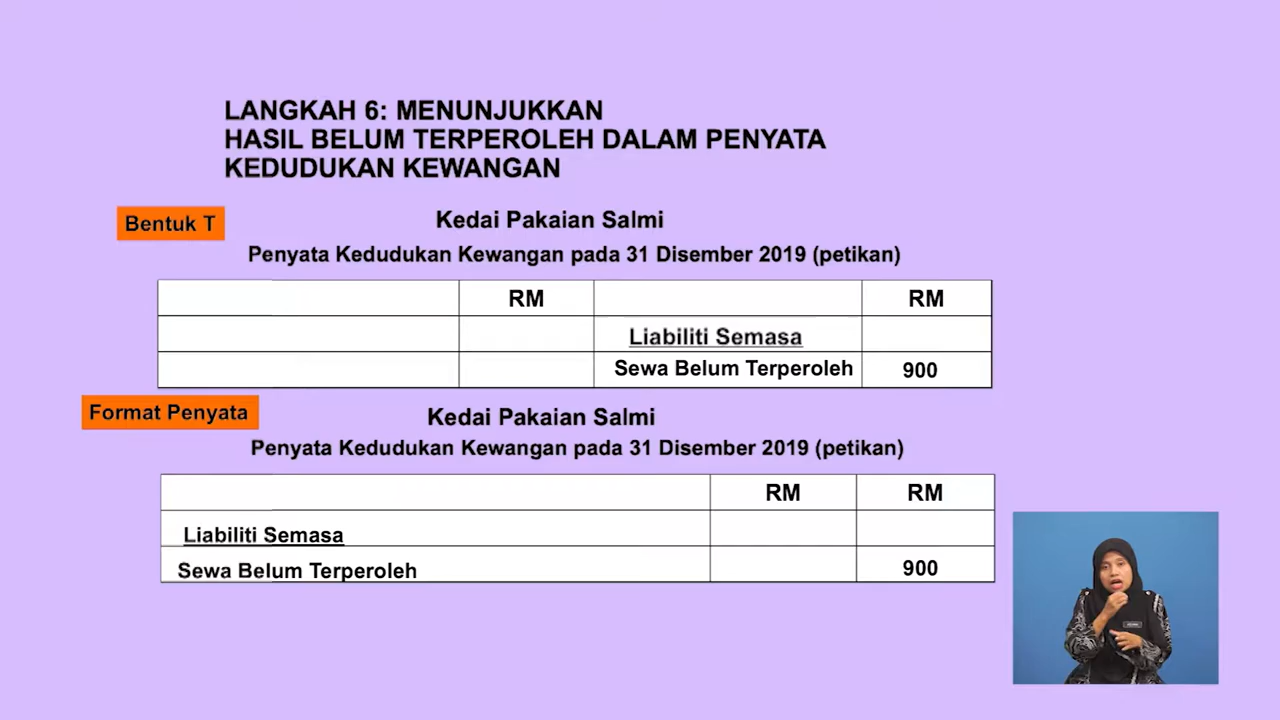 LANGKAH 6: MENUNJUKKAN
HASIL BELUM TERPEROLEH DALAM PENYATA
KEDUDUKAN KEWANGAN
Bentuk T
Kedai Pakaian Salmi
Penyata Kedudukan Kewangan pada 31 Disember 2019 (petikan)
RM RM
Liabiliti Semasa
Sewa Belum Terperoleh 900
Format Penyata
Kedai Pakaian Salmi
Penyata Kedudukan Kewangan pada 31 Disember 2019 (petikan)
RM RM
Liabiliti Semasa
Sewa Belum Terperoleh 900